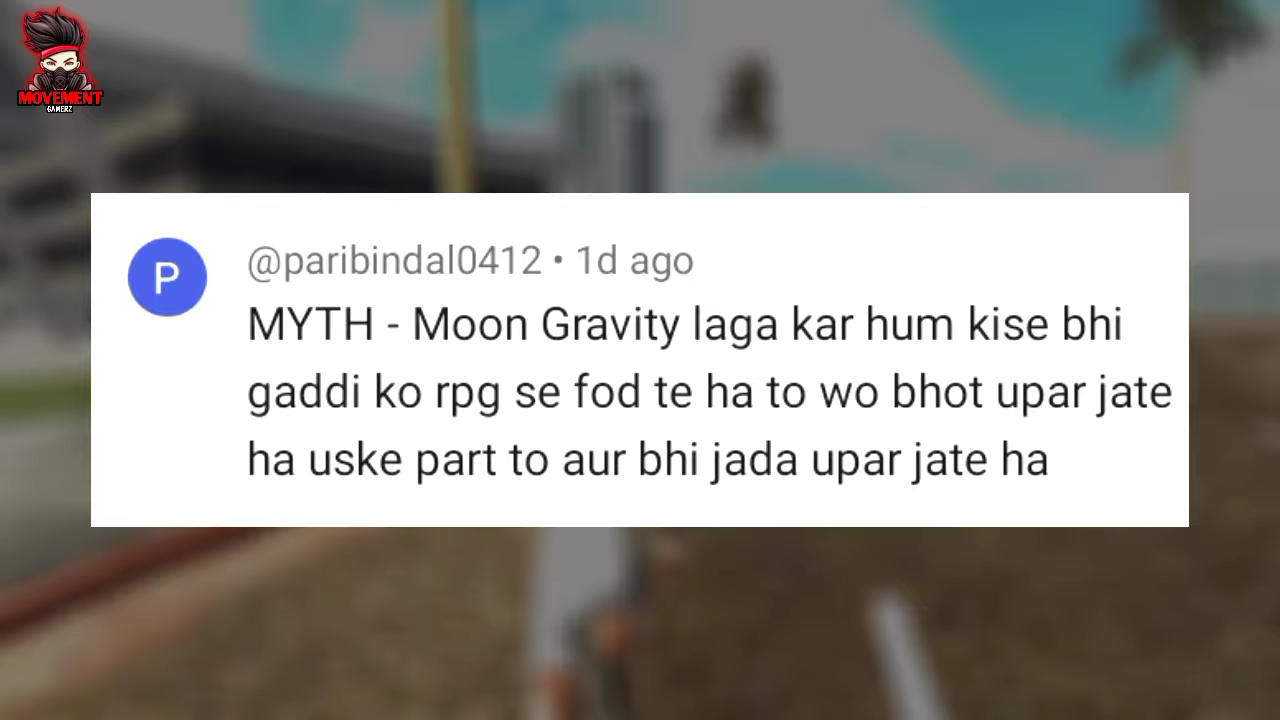 MOVEMENT
GAMERZ
P
@paribindal0412 • 1d ago
MYTH - Moon Gravity laga kar hum kise bhi
gaddi ko rpg se fod te ha to wo bhot upar jate
ha uske part to aur bhi jada upar jate ha